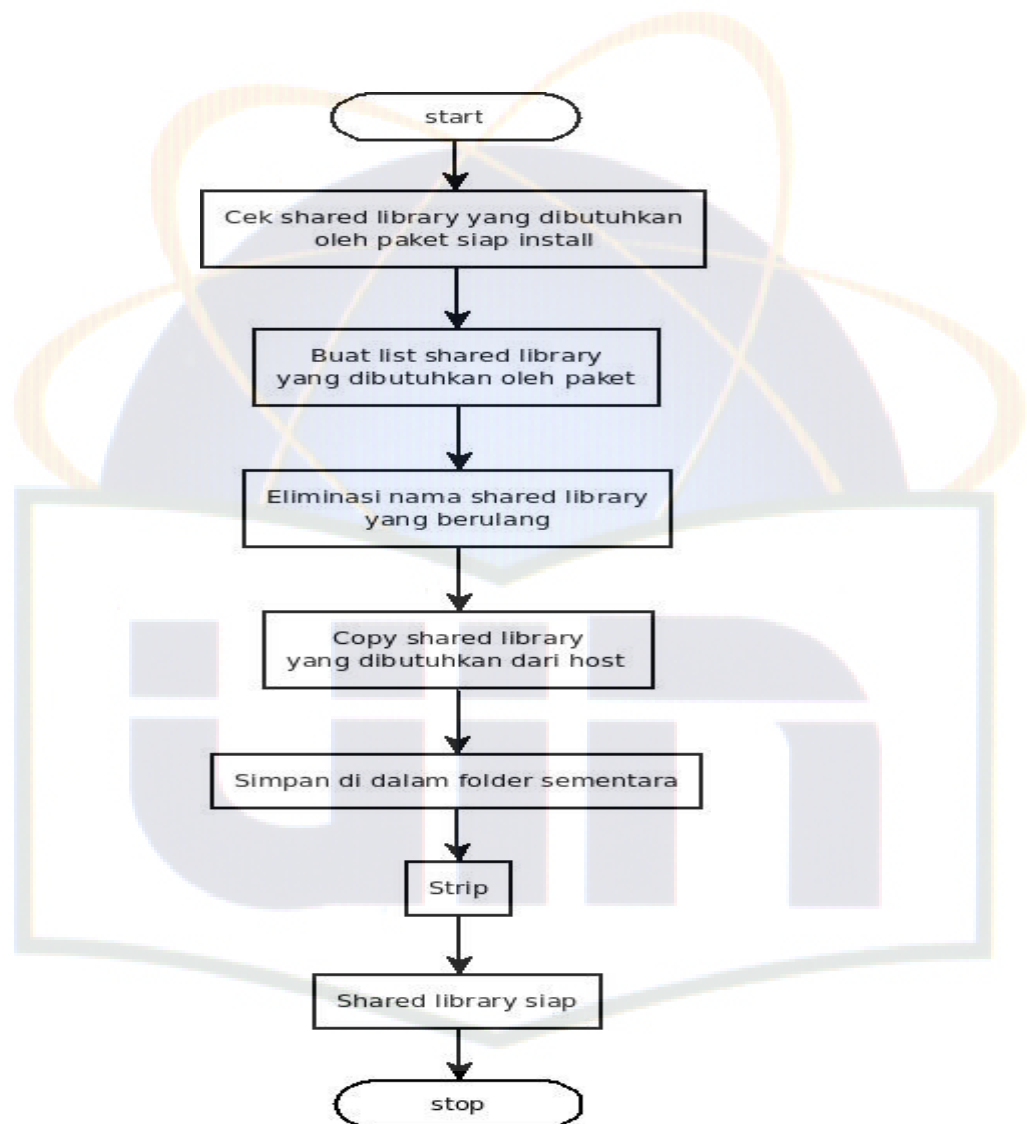 start
Cek shared library yang dibutuhkan
oleh paket siap install
Buat list shared library
yang dibutuhkan oleh paket
Eliminasi nama shared library
yang berulang
Copy shared library
yang dibutuhkan dari host
Simpan di dalam folder sementara
Strip
Shared library siap
stop
uin